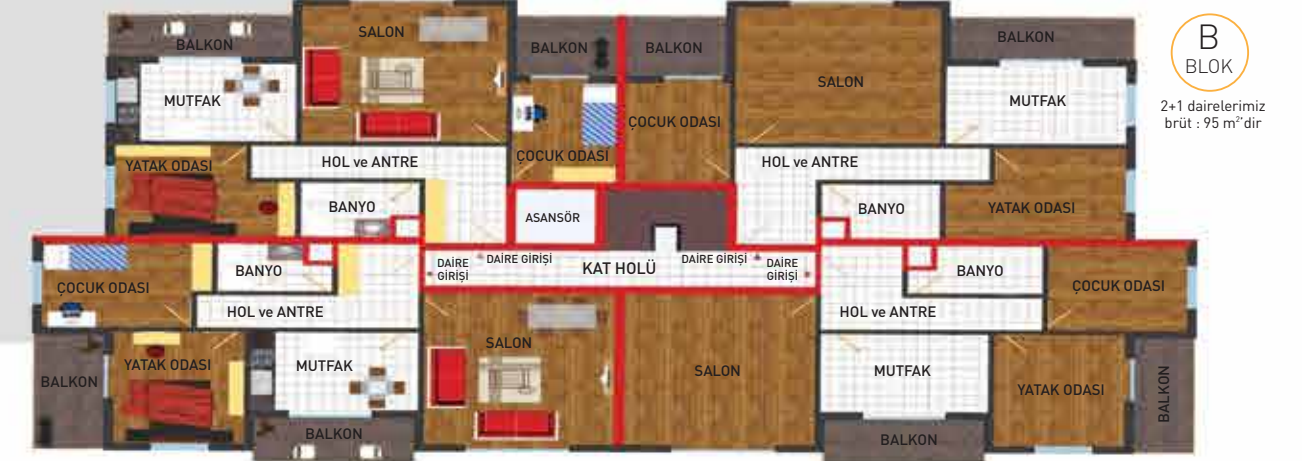 BALKON
SALON
BALKON
BALKON
BALKON
B
BLOK
2+1 dairelerimiz
brüt : 95 m²'dir
MUTFAK
SALON
MUTFAK
ÇOCUK ODASI
ÇOCUK ODASI
YATAK ODASI
HOL ve ANTRE
HOL ve ANTRE
BANYO
ASANSÖR
BANYO
YATAK ODASI
DAİRE
GİRİŞİ
DAİRE GİRİŞİ
KAT HOLÜ
DAİRE GİRİŞİ
DAİRE
GİRİŞİ
ÇOCUK ODASI
BANYO
BANYO
ÇOCUK ODASI
HOL ve ANTRE
HOL ve ANTRE
BALKON
YATAK ODASI
MUTFAK
SALON
SALON
MUTFAK
YATAK ODASI
BALKON
BALKON
BALKON